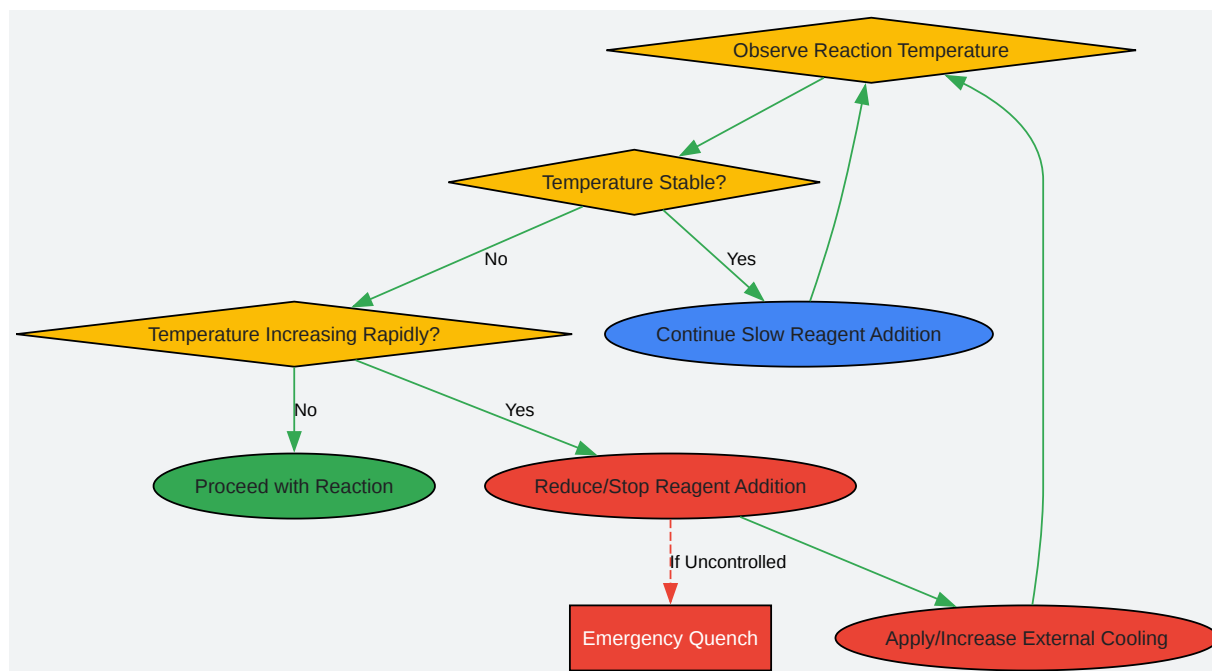 Observe Reaction Temperature
Temperature Stable?
No
Yes
Temperature Increasing Rapidly?
Continue Slow Reagent Addition
No
Yes
Proceed with Reaction
Reduce/Stop Reagent Addition
If Uncontrolled
Emergency Quench
Apply/Increase External Cooling